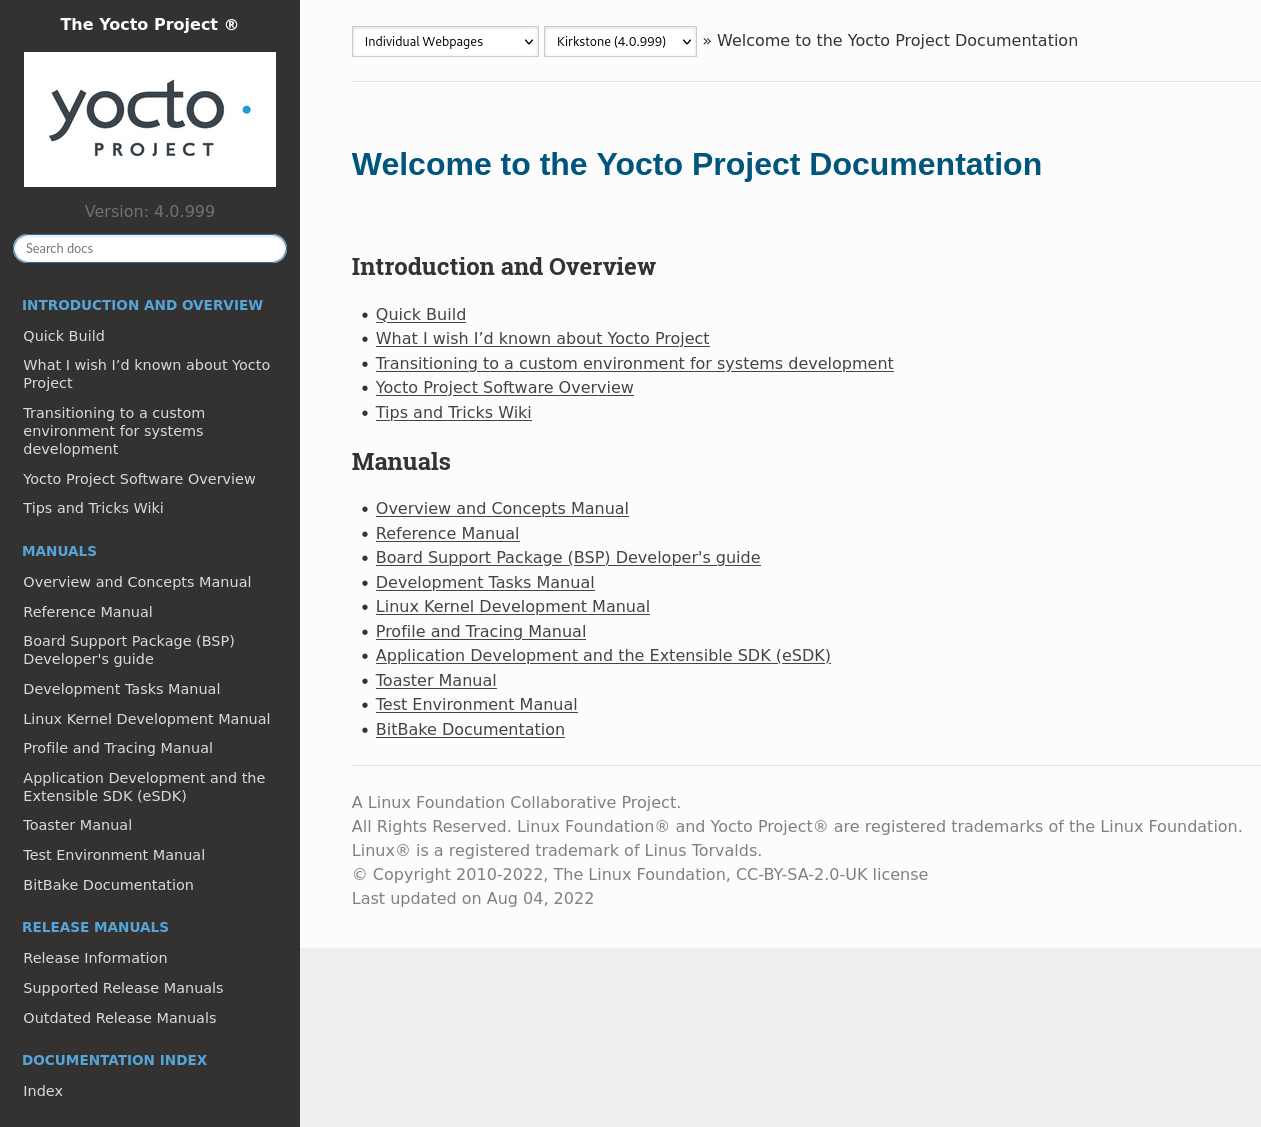 The Yocto Project ®
yocto
PROJECT
Version: 4.0.999
Search docs
INTRODUCTION AND OVERVIEW
Quick Build
What I wish I’d known about Yocto
Project
Transitioning to a custom
environment for systems
development
Yocto Project Software Overview
Tips and Tricks Wiki
MANUALS
Overview and Concepts Manual
Reference Manual
Board Support Package (BSP)
Developer's guide
Development Tasks Manual
Linux Kernel Development Manual
Profile and Tracing Manual
Application Development and the
Extensible SDK (eSDK)
Toaster Manual
Test Environment Manual
BitBake Documentation
RELEASE MANUALS
Release Information
Supported Release Manuals
Outdated Release Manuals
DOCUMENTATION INDEX
Index
Individual Webpages Kirkstone (4.0.999) » Welcome to the Yocto Project Documentation
Welcome to the Yocto Project Documentation
Introduction and Overview
• Quick Build
• What I wish I’d known about Yocto Project
• Transitioning to a custom environment for systems development
• Yocto Project Software Overview
• Tips and Tricks Wiki
Manuals
• Overview and Concepts Manual
• Reference Manual
• Board Support Package (BSP) Developer's guide
• Development Tasks Manual
• Linux Kernel Development Manual
• Profile and Tracing Manual
• Application Development and the Extensible SDK (eSDK)
• Toaster Manual
• Test Environment Manual
• BitBake Documentation
A Linux Foundation Collaborative Project.
All Rights Reserved. Linux Foundation® and Yocto Project® are registered trademarks of the Linux Foundation.
Linux® is a registered trademark of Linus Torvalds.
© Copyright 2010-2022, The Linux Foundation, CC-BY-SA-2.0-UK license
Last updated on Aug 04, 2022